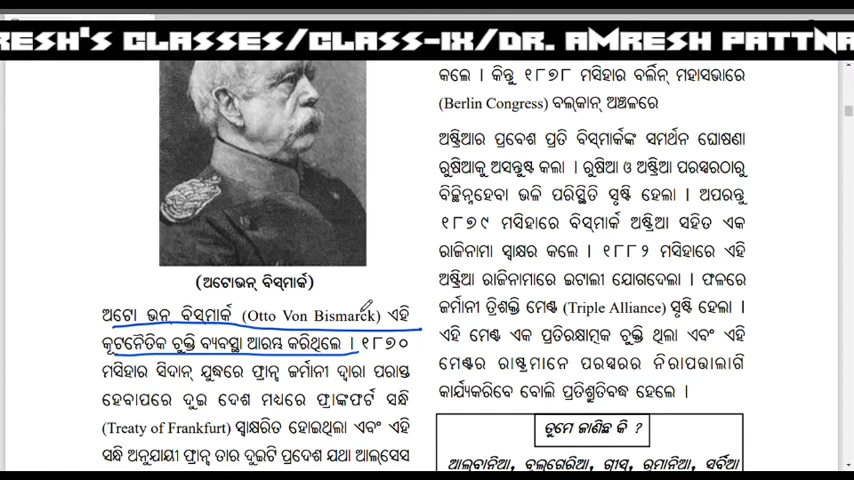 RESH'S CLASSES/CLASS-IX/DR. AMRESH PATTNA
(ଅଟୋଭନ୍ ବିସ୍ମାର୍କ)
ଅଟୋ ଭନ୍ ବିସ୍ମାର୍କ (Otto Von Bismarck) ଏହି
କୂଟନୈତିକ ଚୁକ୍ତି ବ୍ୟବସ୍ଥା ଆରମ୍ଭ କରିଥିଲେ । ୧୮୭୦
ମସିହାର ସିଦାନ୍ ଯୁଦ୍ଧରେ ଫ୍ରାନ୍ସ ଜର୍ମାନୀ ଦ୍ୱାରା ପରାସ୍ତ
ହେବାପରେ ଦୁଇ ଦେଶ ମଧ୍ୟରେ ଫ୍ରାଙ୍କଫର୍ଟ ସନ୍ଧି
(Treaty of Frankfurt) ସ୍ୱାକ୍ଷରିତ ହୋଇଥିଲା ଏବଂ ଏହି
ସନ୍ଧି ଅନୁଯାୟୀ ଫ୍ରାନ୍ସ ତାର ଦୁଇଟି ପ୍ରଦେଶ ଯଥା ଆଲ୍‌ସେସ
କଲେ । କିନ୍ତୁ ୧୮୭୮ ମସିହାର ବର୍ଲିନ୍ ମହାସଭାରେ
(Berlin Congress) ବଲ୍‌କାନ୍ ଅଞ୍ଚଳରେ
ଅଷ୍ଟ୍ରିଆର ପ୍ରବେଶ ପ୍ରତି ବିସ୍ମାର୍କଙ୍କ ସମର୍ଥନ ଘୋଷଣା
ରୁଷିଆକୁ ଅସନ୍ତୁଷ୍ଟ କଲା । ରୁଷିଆ ଓ ଅଷ୍ଟ୍ରିଆ ପରସ୍ପରଠାରୁ
ବିଚ୍ଛିନ୍ନହେବା ଭଳି ପରିସ୍ଥିତି ସୃଷ୍ଟି ହେଲା । ଅପରନ୍ତୁ
୧୮୭୯ ମସିହାରେ ବିସ୍ମାର୍କ ଅଷ୍ଟ୍ରିଆ ସହିତ ଏକ
ରାଜିନାମା ସ୍ୱାକ୍ଷର କଲେ । ୧୮୮୨ ମସିହାରେ ଏହି
ଅଷ୍ଟ୍ରିଆ ରାଜିନାମାରେ ଇଟାଲୀ ଯୋଗଦେଲା । ଫଳରେ
ଜର୍ମାନୀ ତ୍ରିଶକ୍ତି ମେଣ୍ଟ (Triple Alliance) ସୃଷ୍ଟି ହେଲା ।
ଏହି ମେଣ୍ଟ ଏକ ପ୍ରତିରକ୍ଷାତ୍ମକ ଚୁକ୍ତି ଥିଲା ଏବଂ ଏହି
ମେଣ୍ଟର ରାଷ୍ଟ୍ରମାନେ ପରସ୍ପରର ନିରାପତ୍ତାଲାଗି
କାର୍ଯ୍ୟକରିବେ ବୋଲି ପ୍ରତିଶ୍ରୁତିବଦ୍ଧ ହେଲେ ।
ତୁମେ ଜାଣିଛ କି ?
ଆଲ୍‌ବାନିଆ, ବୁଲ୍‌ଗେରିଆ, ଗ୍ରୀସ୍, ରୁମାନିଆ, ସର୍ବିଆ